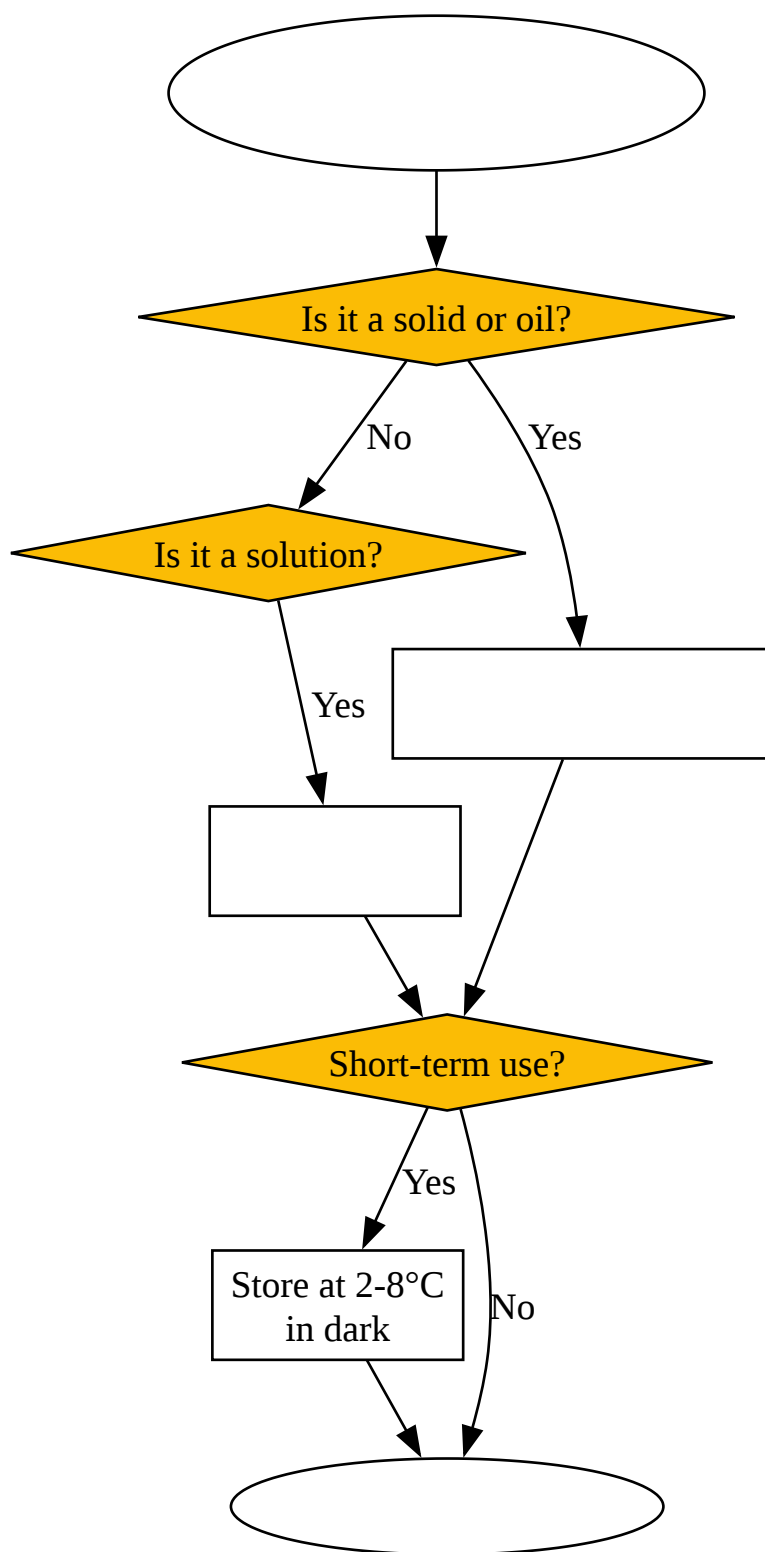 Is it a solid or oil?
No
Yes
Is it a solution?
Yes
Short-term use?
Yes
Store at 2-8°C
in dark
No